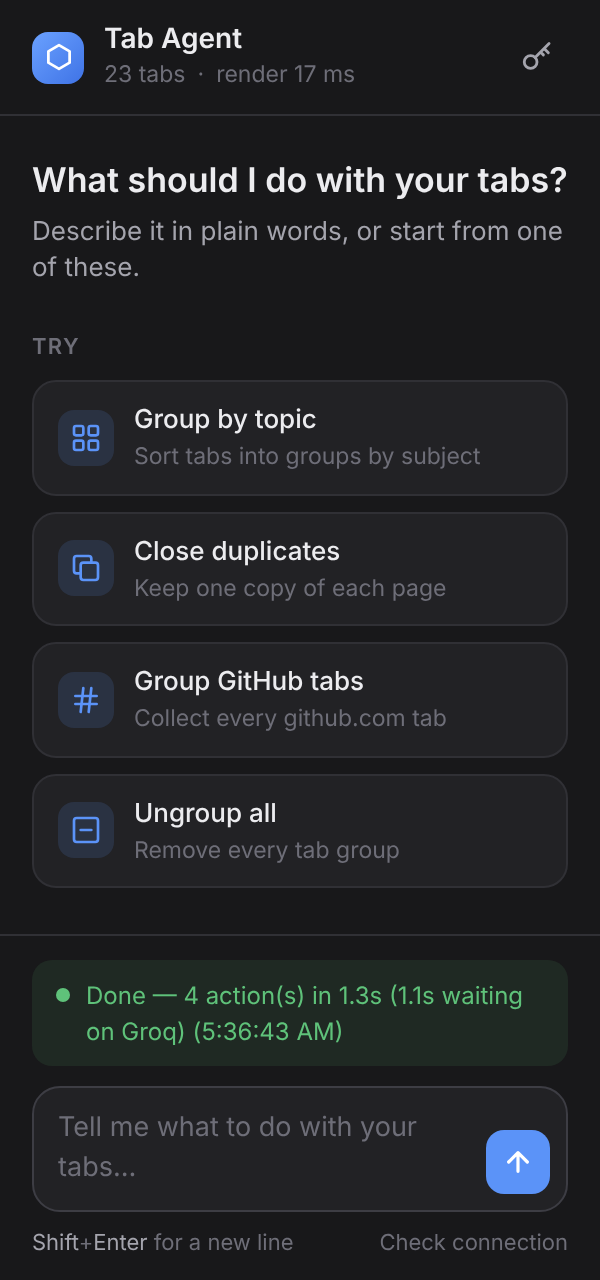 Tab Agent
23 tabs · render 17 ms
What should I do with your tabs?
Describe it in plain words, or start from one
of these.
TRY
Group by topic
Sort tabs into groups by subject
Close duplicates
Keep one copy of each page
Group GitHub tabs
Collect every github.com tab
Ungroup all
Remove every tab group
Done — 4 action(s) in 1.3s (1.1s waiting
on Groq) (5:36:43 AM)
Tell me what to do with your
tabs...
Shift+Enter for a new line
Check connection